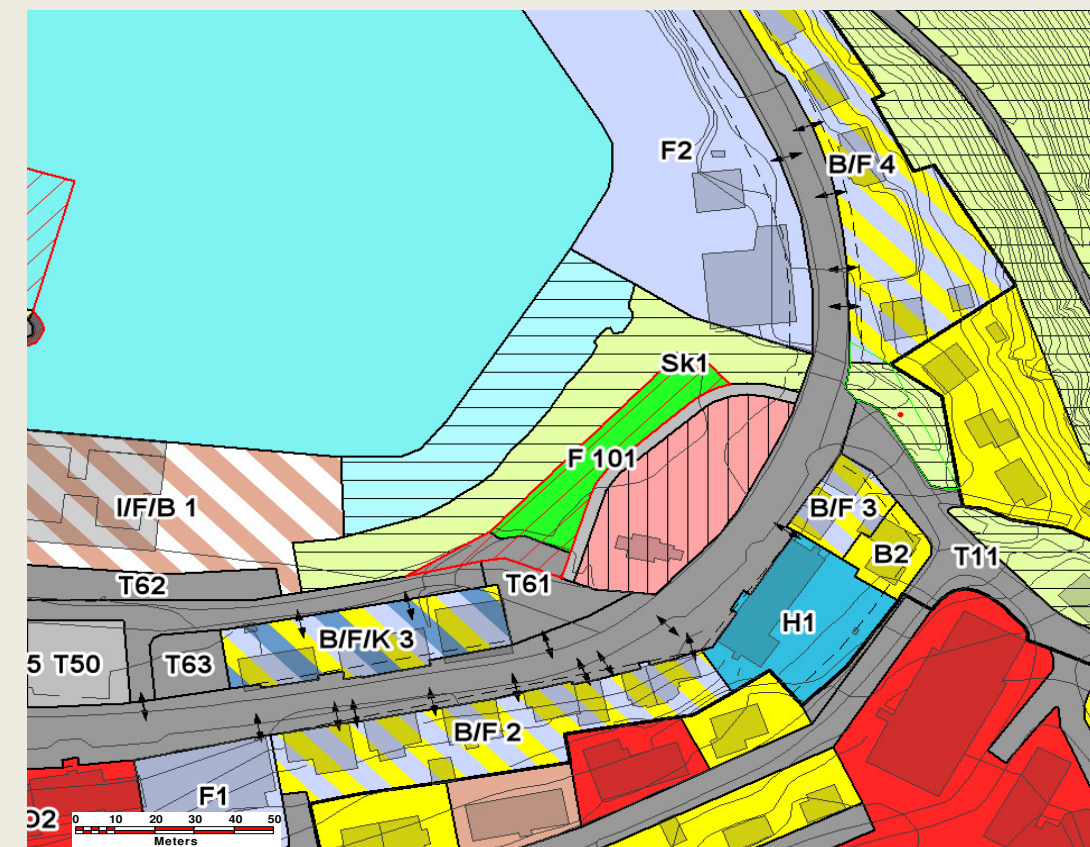 F2
B/F 4
Sk1
F 101
I/F/B 1
B/F 3
B2
T11
T62
T61
H1
B/F/K 3
5 T50
T63
B/F 2
F1
O2
0 10 20 30 40 50
Meters